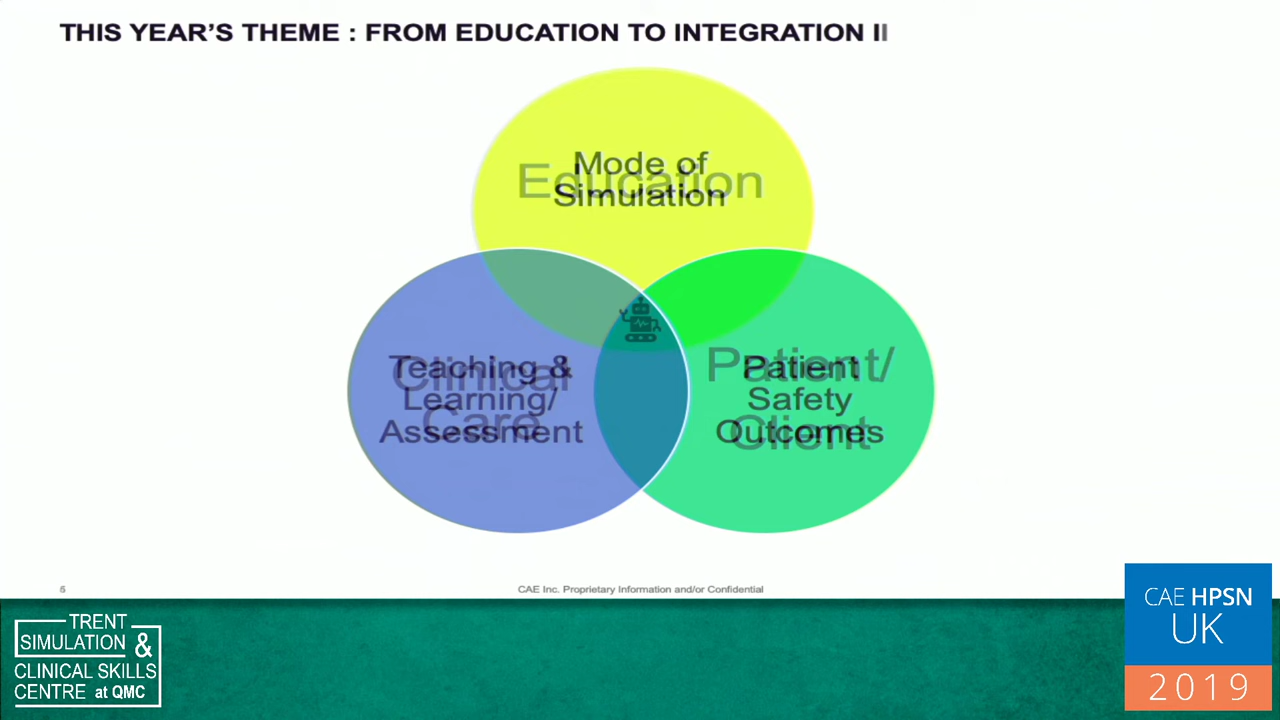 THIS YEAR'S THEME : FROM EDUCATION TO INTEGRATION II
Mode of
Simulation
Education
Teaching &
Learning/
Assessment
Clinical
Care
Patient
Safety
Outcomes
Patient/
Client
5
CAE Inc. Proprietary Information and/or Confidential
TRENT
SIMULATION &
CLINICAL SKILLS
CENTRE at QMC
CAE HPSN
UK
2019